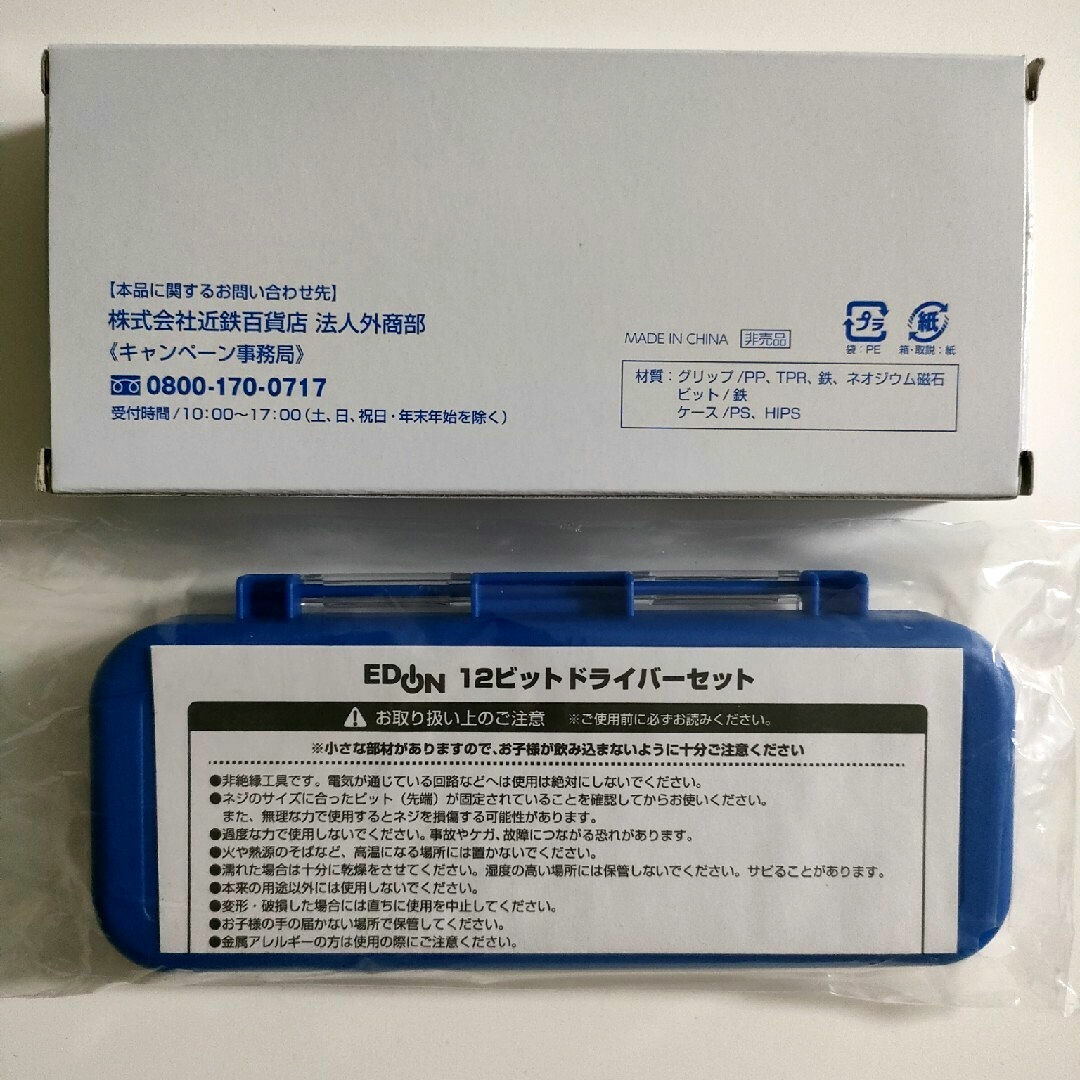 【本品に関するお問い合わせ先】
株式会社近鉄百貨店 法人外商部
《キャンペーン事務局》
0800-170-0717
受付時間/10:00〜17:00(土、日、祝日・年末年始を除く)
MADE IN CHINA 非売品
プラ
袋:PE
紙
箱・取説:紙
材質:グリップ/PP、TPR、鉄、ネオジウム磁石
ビット/鉄
ケース/PS、HIPS
EDION 12ビットドライバーセット
お取り扱い上のご注意 ※ご使用前に必ずお読みください。
※小さな部材がありますので、お子様が飲み込まないように十分ご注意ください
●非絶縁工具です。電気が通じている回路などへは使用は絶対にしないでください。
●ネジのサイズに合ったビット(先端)が固定されていることを確認してからお使いください。
また、無理な力で使用するとネジを損傷する可能性があります。
●過度な力で使用しないでください。事故やケガ、故障につながる恐れがあります。
●火や熱源のそばなど、高温になる場所には置かないでください。
●濡れた場合は十分に乾燥をさせてください。湿度の高い場所には保管しないでください。サビることがあります。
●本来の用途以外には使用しないでください。
●変形・破損した場合には直ちに使用を中止してください。
●お子様の手の届かない場所で保管してください。
●金属アレルギーの方は使用の際にご注意ください。